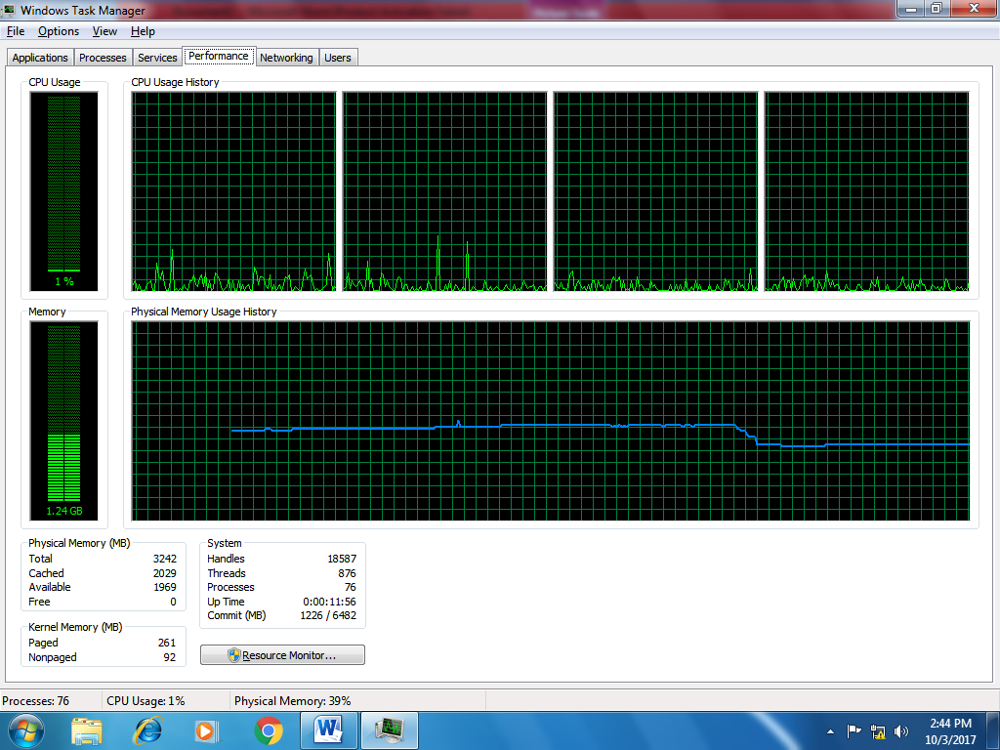 Windows Task Manager
File Options View Help
Applications Processes Services Performance Networking Users
CPU Usage
1 %
CPU Usage History
Memory
1.24 GB
Physical Memory Usage History
Physical Memory (MB)
Total 3242
Cached 2029
Available 1969
Free 0
Kernel Memory (MB)
Paged 261
Nonpaged 92
System
Handles 18587
Threads 876
Processes 76
Up Time 0:00:11:56
Commit (MB) 1226 / 6482
Resource Monitor...
Processes: 76 CPU Usage: 1% Physical Memory: 39%
W
2:44 PM
10/3/2017